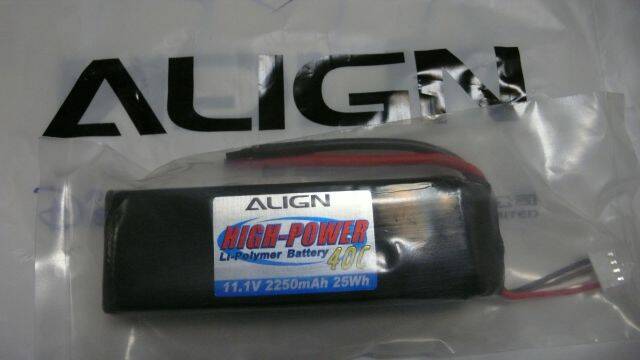 ALIGN
ALIGN
HIGH-POWER
Li-Polymer Battery 40C
11.1V 2250mAh 25Wh